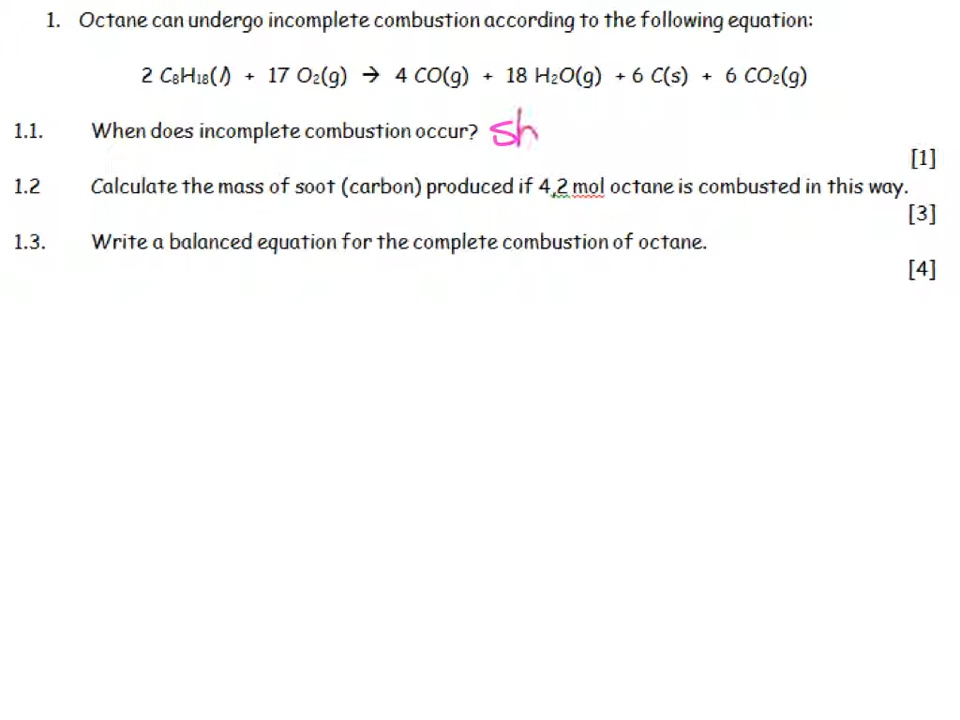 1. Octane can undergo incomplete combustion according to the following equation:
2 C₈H₁₈(l) + 17 O₂(g) → 4 CO(g) + 18 H₂O(g) + 6 C(s) + 6 CO₂(g)
1.1. When does incomplete combustion occur? sh
[1]
1.2 Calculate the mass of soot (carbon) produced if 4,2 mol octane is combusted in this way.
[3]
1.3. Write a balanced equation for the complete combustion of octane.
[4]